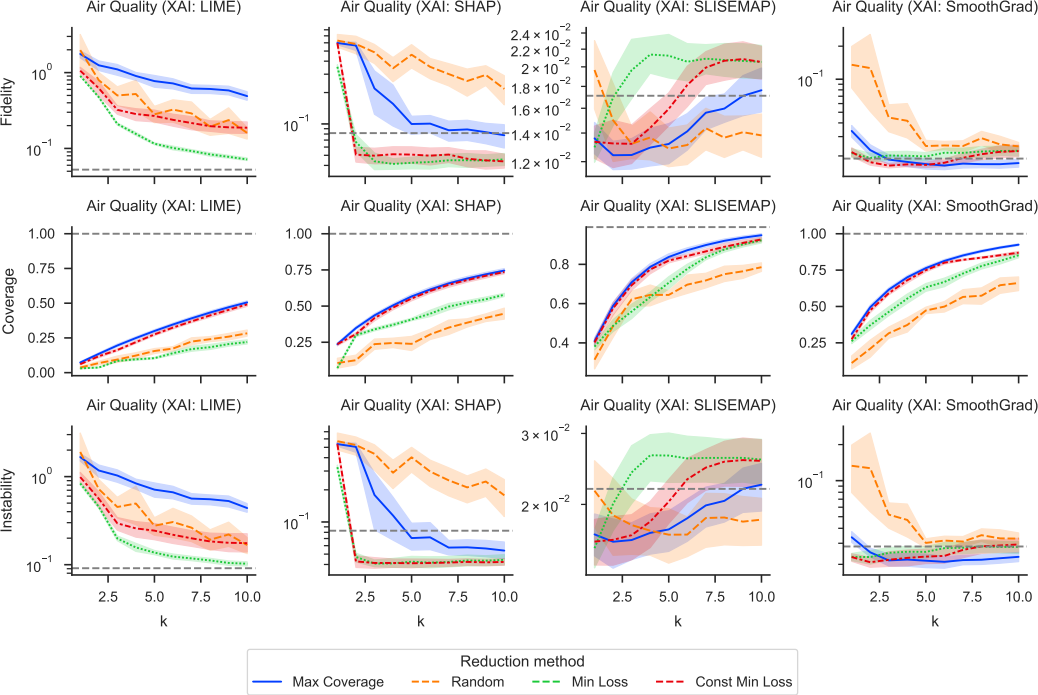 Air Quality (XAI: LIME)
Air Quality (XAI: SHAP)
Air Quality (XAI: SLISEMAP)
Air Quality (XAI: SmoothGrad)
Fidelity
10⁰
10⁻¹
10⁻¹
2.4 × 10⁻²
2.2 × 10⁻²
2 × 10⁻²
1.8 × 10⁻²
1.6 × 10⁻²
1.4 × 10⁻²
1.2 × 10⁻²
10⁻¹
Air Quality (XAI: LIME)
Air Quality (XAI: SHAP)
Air Quality (XAI: SLISEMAP)
Air Quality (XAI: SmoothGrad)
Coverage
1.00
0.75
0.50
0.25
0.00
1.00
0.75
0.50
0.25
0.8
0.6
0.4
1.00
0.75
0.50
0.25
Air Quality (XAI: LIME)
Air Quality (XAI: SHAP)
Air Quality (XAI: SLISEMAP)
Air Quality (XAI: SmoothGrad)
Instability
10⁰
10⁻¹
10⁻¹
3 × 10⁻²
2 × 10⁻²
10⁻¹
2.5 5.0 7.5 10.0
2.5 5.0 7.5 10.0
2.5 5.0 7.5 10.0
2.5 5.0 7.5 10.0
k
k
k
k
Reduction method
Max Coverage
Random
Min Loss
Const Min Loss